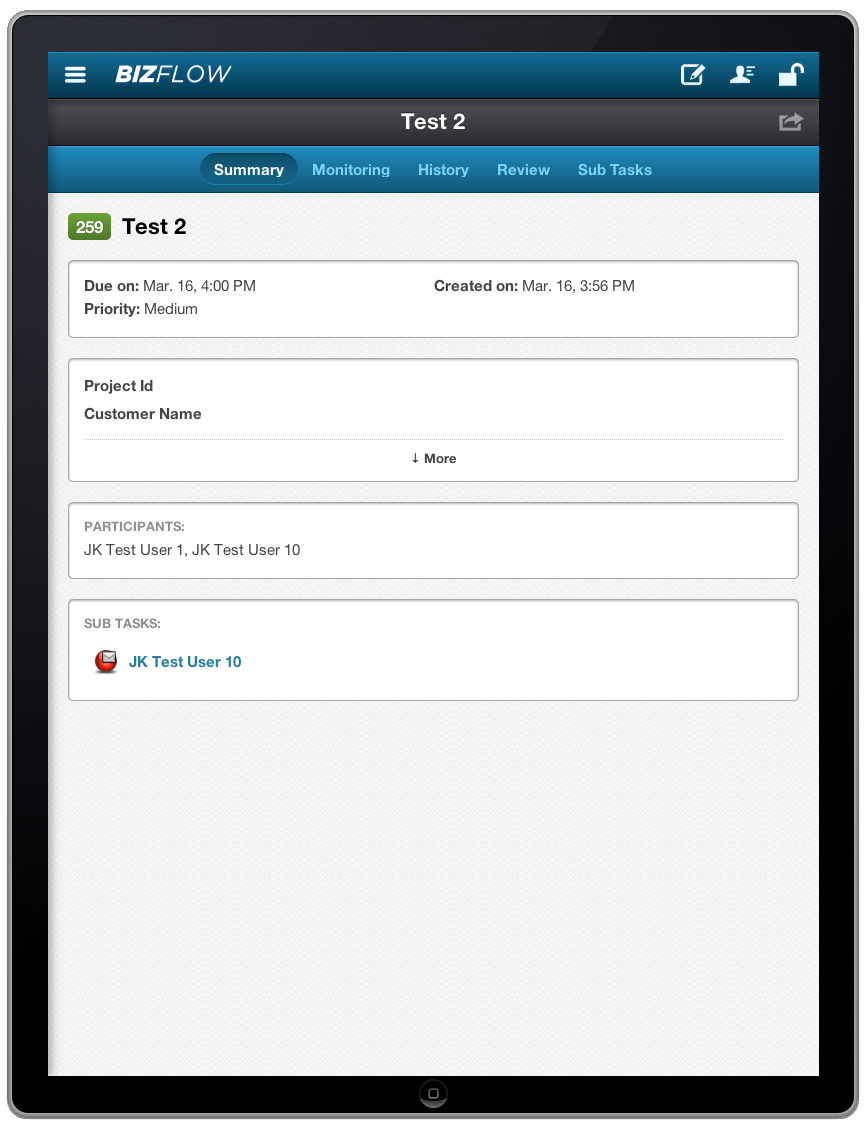 BIZFLOW
Test 2
Summary Monitoring History Review Sub Tasks
259 Test 2
Due on: Mar. 16, 4:00 PM Created on: Mar. 16, 3:56 PM
Priority: Medium
Project Id
Customer Name
↓ More
PARTICIPANTS:
JK Test User 1, JK Test User 10
SUB TASKS:
JK Test User 10